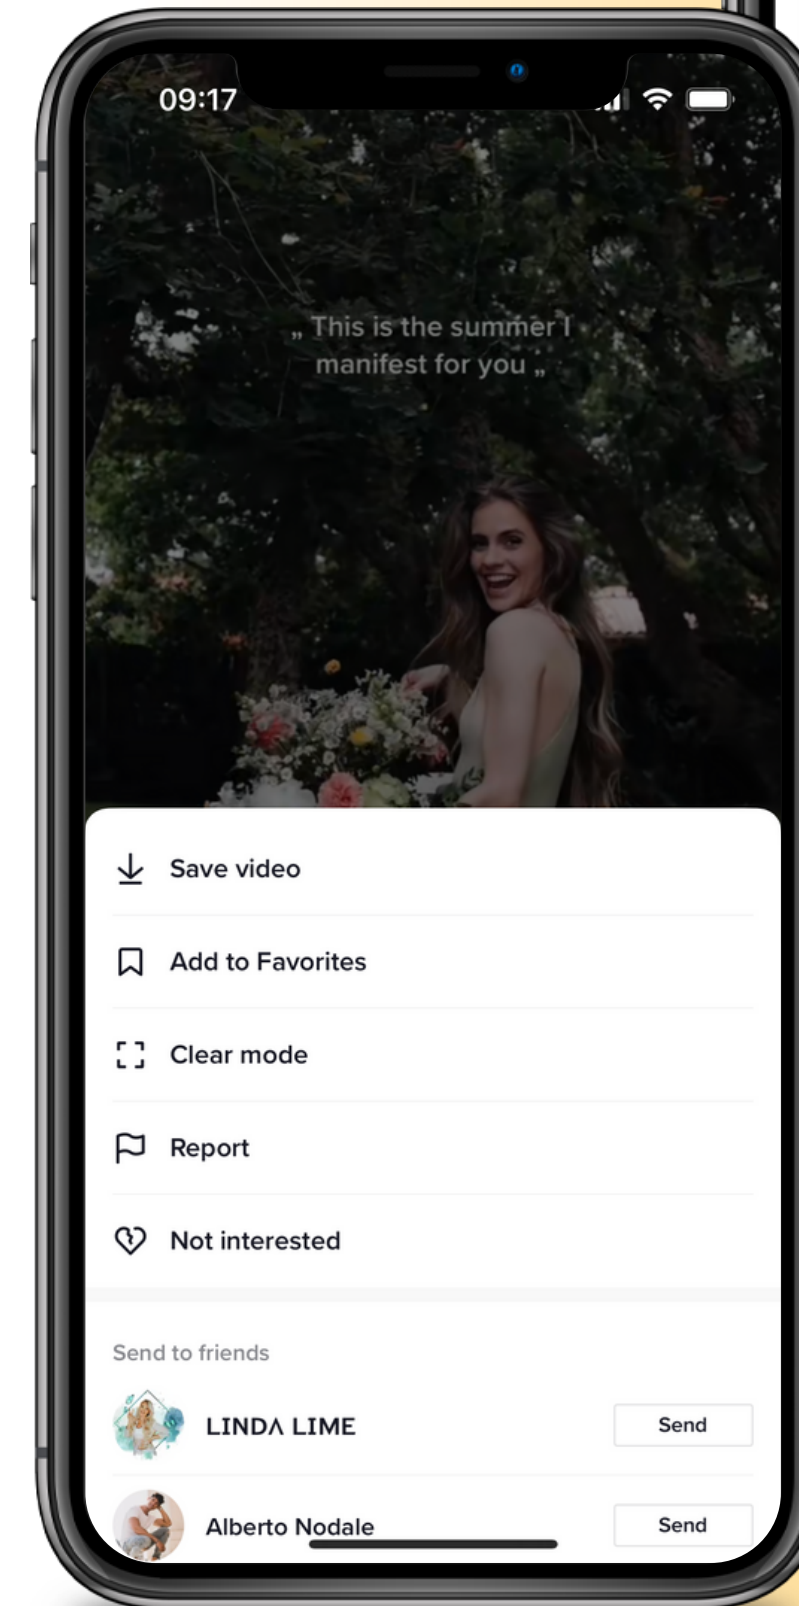 09:17
„ This is the summer I
manifest for you „
Save video
Add to Favorites
Clear mode
Report
Not interested
Send to friends
LINDΛ LIME
Send
Alberto Nodale
Send